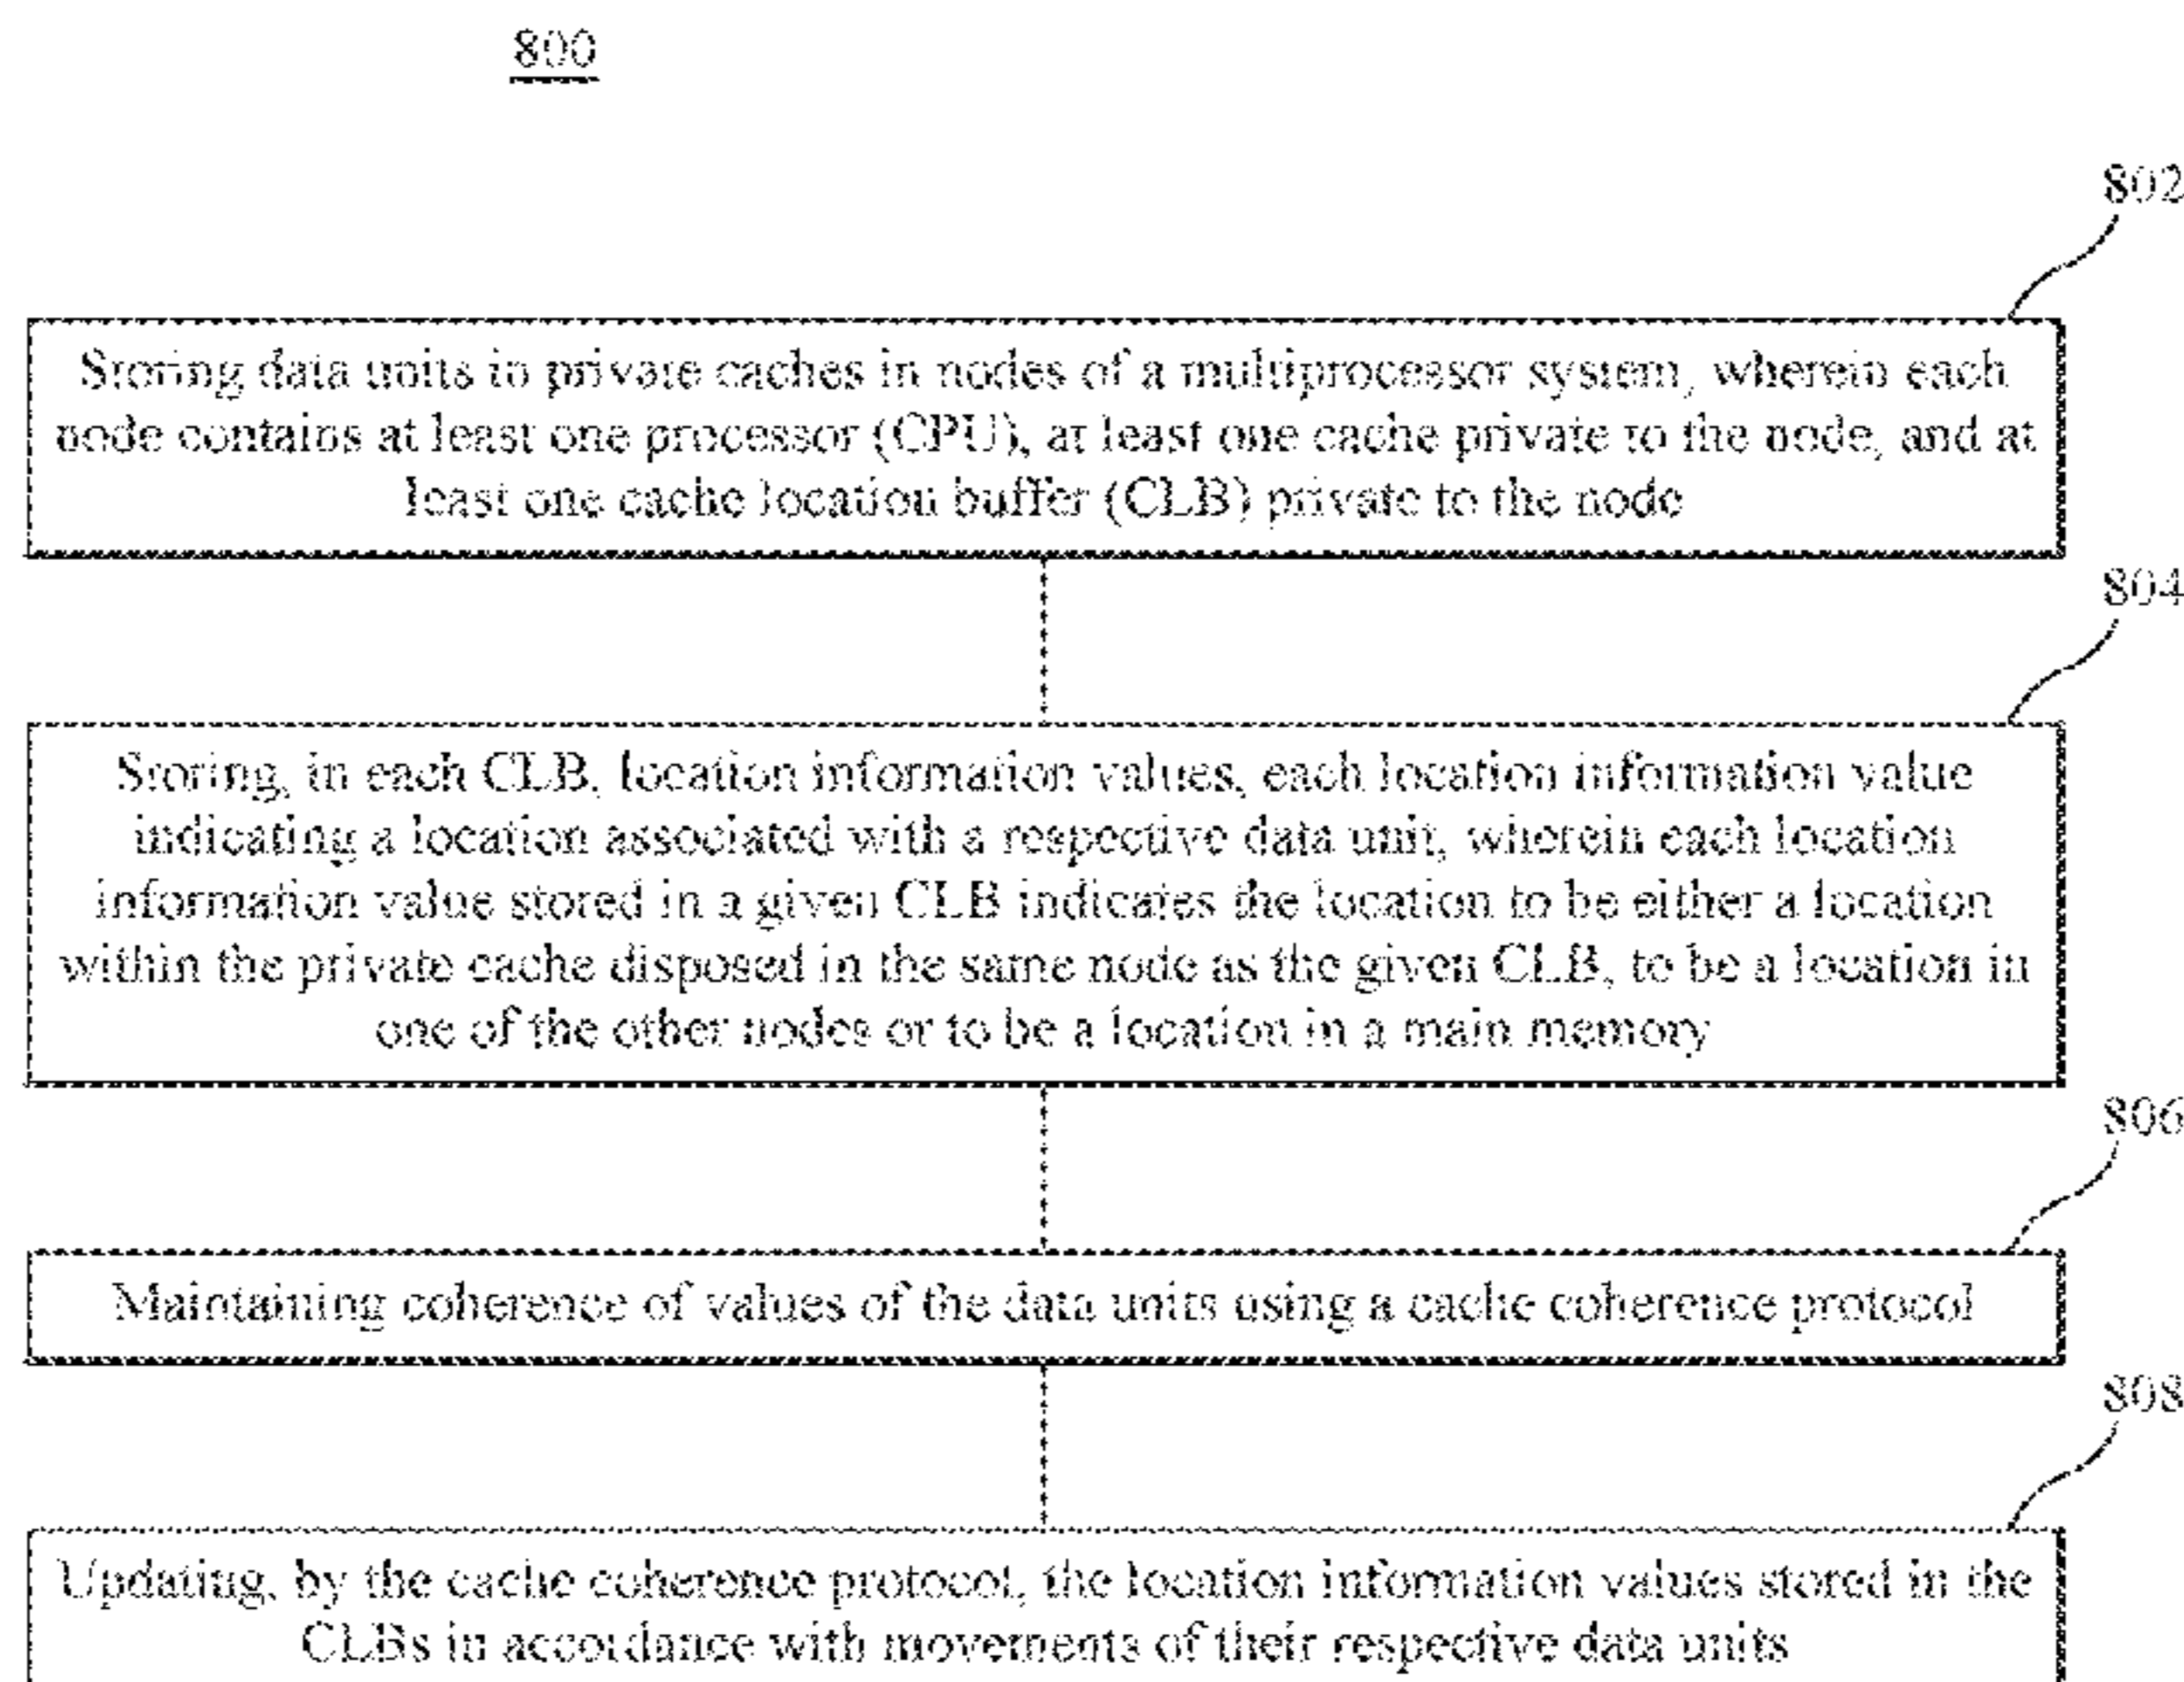 800
802
Storing data units in private caches in nodes of a multiprocessor system, wherein each
node contains at least one processor (CPU), at least one cache private to the node, and at
least one cache location buffer (CLB) private to the node
804
Storing, in each CLB, location information values, each location information value
indicating a location associated with a respective data unit, wherein each location
information value stored in a given CLB indicates the location to be either a location
within the private cache disposed in the same node as the given CLB, to be a location in
one of the other nodes or to be a location in a main memory
806
Maintaining coherence of values of the data units using a cache coherence protocol
808
Updating, by the cache coherence protocol, the location information values stored in the
CLBs in accordance with movements of their respective data units